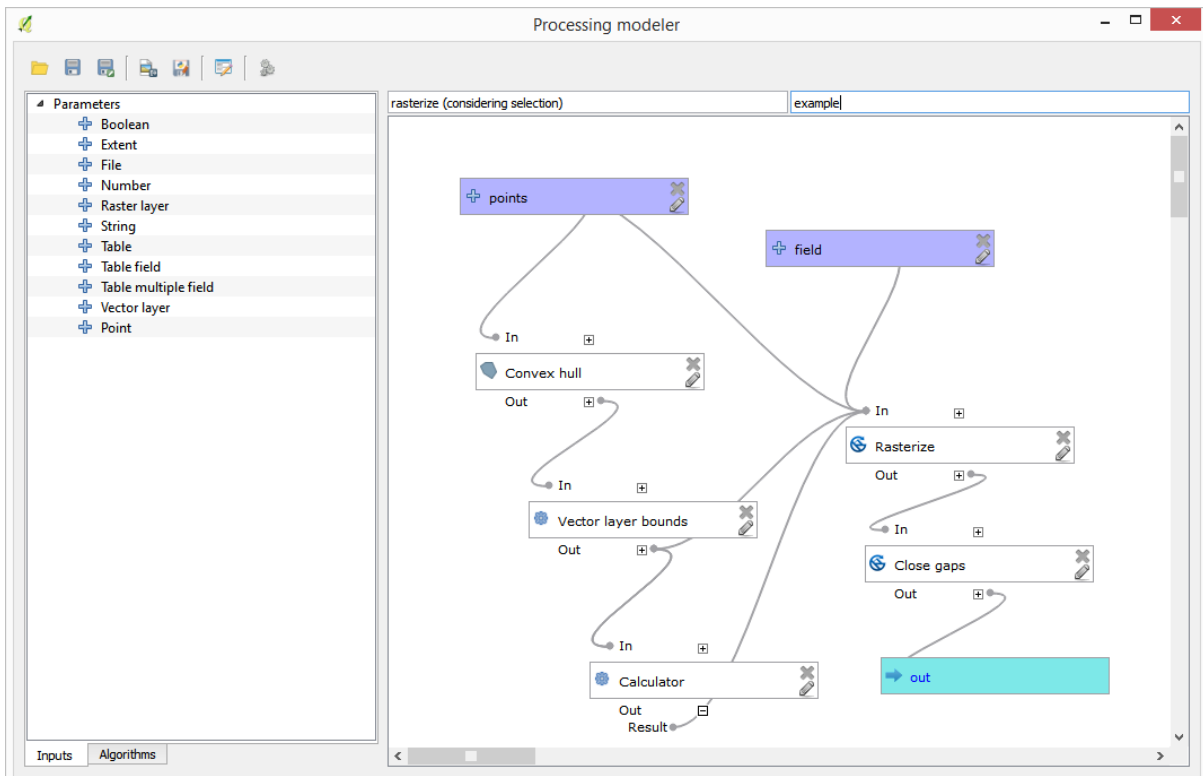 Processing modeler
Parameters
Boolean
Extent
File
Number
Raster layer
String
Table
Table field
Table multiple field
Vector layer
Point
Inputs
Algorithms
rasterize (considering selection)
example
points
field
In
Convex hull
Out
In
Rasterize
Out
In
Vector layer bounds
Out
In
Close gaps
Out
In
Calculator
Out
Result
out